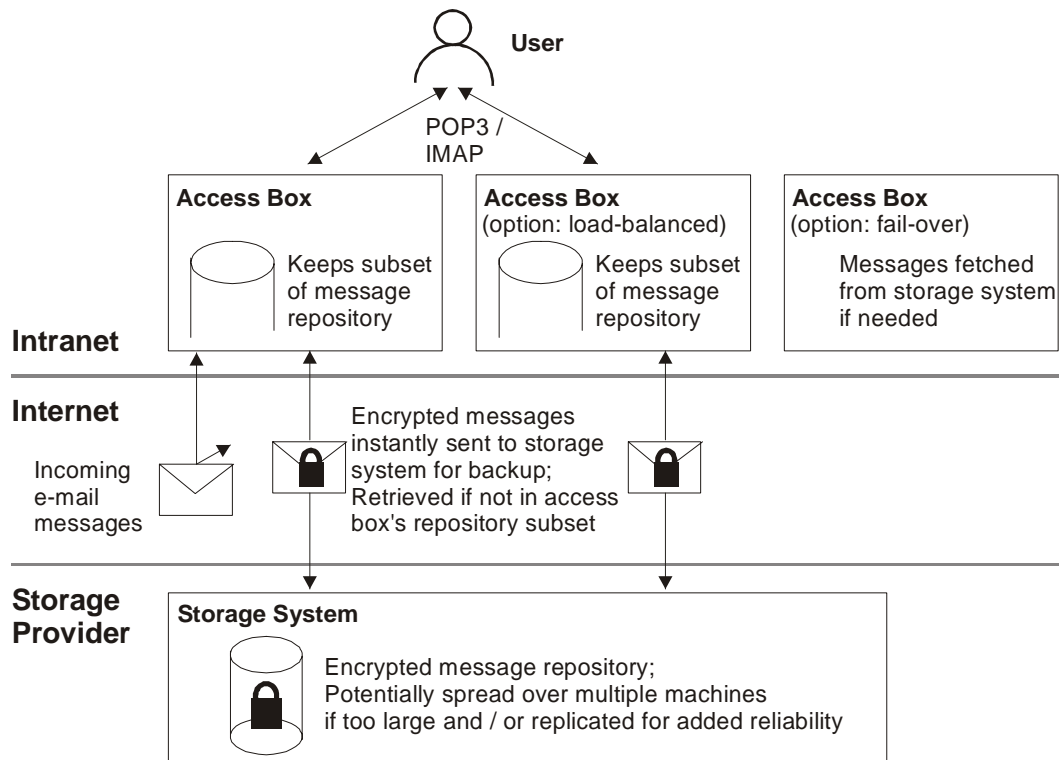 User
POP3 /
IMAP
Access Box
Keeps subset
of message
repository
Access Box
(option: load-balanced)
Keeps subset
of message
repository
Access Box
(option: fail-over)
Messages fetched
from storage system
if needed
Intranet
Internet
Incoming
e-mail
messages
Encrypted messages
instantly sent to storage
system for backup;
Retrieved if not in access
box's repository subset
Storage
Provider
Storage System
Encrypted message repository;
Potentially spread over multiple machines
if too large and / or replicated for added reliability